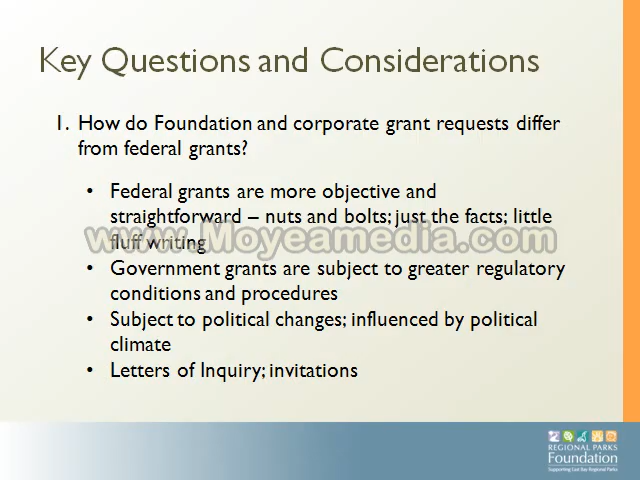 Key Questions and Considerations
1. How do Foundation and corporate grant requests differ
from federal grants?
• Federal grants are more objective and
straightforward – nuts and bolts; just the facts; little
fluff writing
www.Moyeamedia.com
• Government grants are subject to greater regulatory
conditions and procedures
• Subject to political changes; influenced by political
climate
• Letters of Inquiry; invitations
REGIONAL PARKS
Foundation
Supporting East Bay Regional Parks